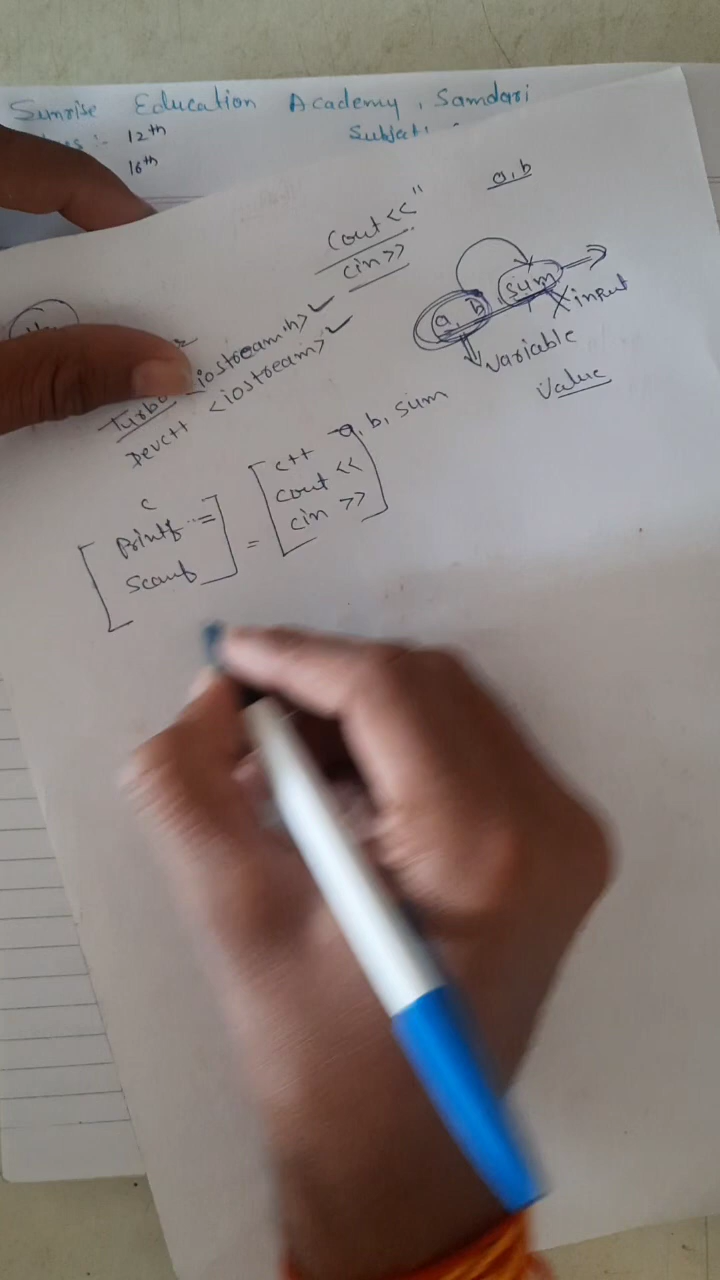 Sunrise Education Academy, Samdari
12th
Subject:
16th
a,b
Cout <<"
cin >>
a, b, sum
X input
variable
Value
Turbo iostream.h> ✓
Devc++ <iostream> ✓
a, b, sum
c
printf
scanf
=
c++
cout <<
cin >>